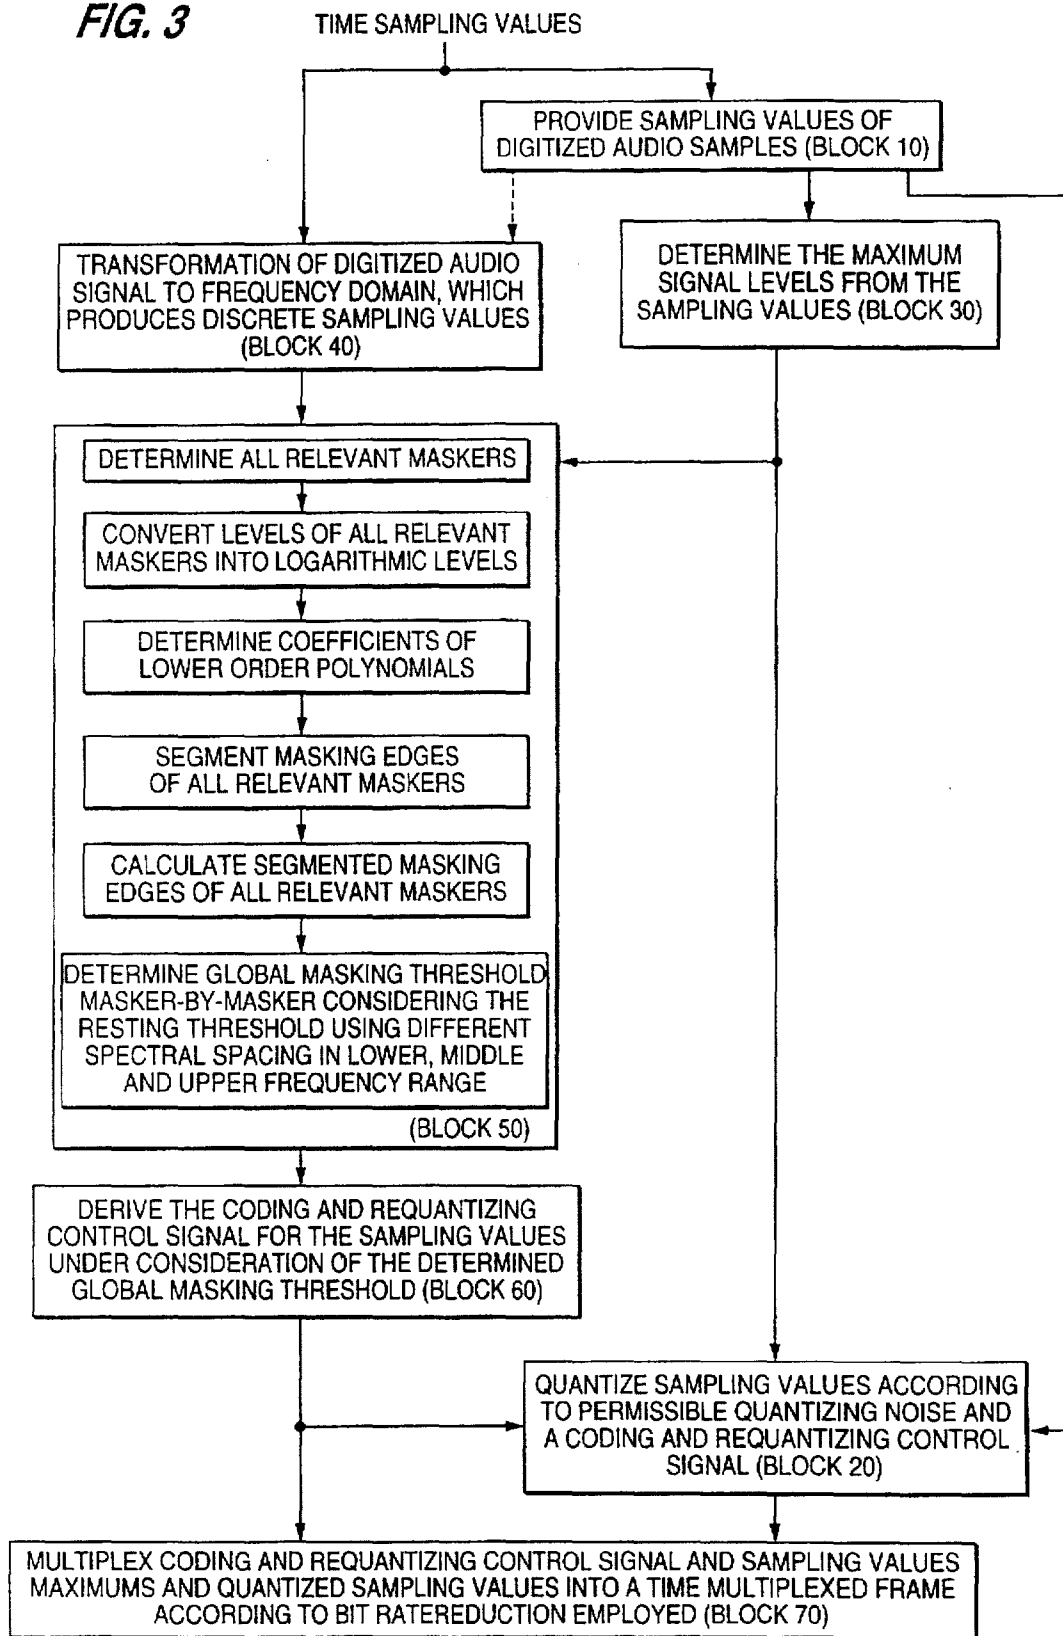 FIG. 3
TIME SAMPLING VALUES
PROVIDE SAMPLING VALUES OF
DIGITIZED AUDIO SAMPLES (BLOCK 10)
TRANSFORMATION OF DIGITIZED AUDIO
SIGNAL TO FREQUENCY DOMAIN, WHICH
PRODUCES DISCRETE SAMPLING VALUES
(BLOCK 40)
DETERMINE THE MAXIMUM
SIGNAL LEVELS FROM THE
SAMPLING VALUES (BLOCK 30)
DETERMINE ALL RELEVANT MASKERS
CONVERT LEVELS OF ALL RELEVANT
MASKERS INTO LOGARITHMIC LEVELS
DETERMINE COEFFICIENTS OF
LOWER ORDER POLYNOMIALS
SEGMENT MASKING EDGES
OF ALL RELEVANT MASKERS
CALCULATE SEGMENTED MASKING
EDGES OF ALL RELEVANT MASKERS
DETERMINE GLOBAL MASKING THRESHOLD
MASKER-BY-MASKER CONSIDERING THE
RESTING THRESHOLD USING DIFFERENT
SPECTRAL SPACING IN LOWER, MIDDLE
AND UPPER FREQUENCY RANGE
(BLOCK 50)
DERIVE THE CODING AND REQUANTIZING
CONTROL SIGNAL FOR THE SAMPLING VALUES
UNDER CONSIDERATION OF THE DETERMINED
GLOBAL MASKING THRESHOLD (BLOCK 60)
QUANTIZE SAMPLING VALUES ACCORDING
TO PERMISSIBLE QUANTIZING NOISE AND
A CODING AND REQUANTIZING CONTROL
SIGNAL (BLOCK 20)
MULTIPLEX CODING AND REQUANTIZING CONTROL SIGNAL AND SAMPLING VALUES
MAXIMUMS AND QUANTIZED SAMPLING VALUES INTO A TIME MULTIPLEXED FRAME
ACCORDING TO BIT RATEREDUCTION EMPLOYED (BLOCK 70)